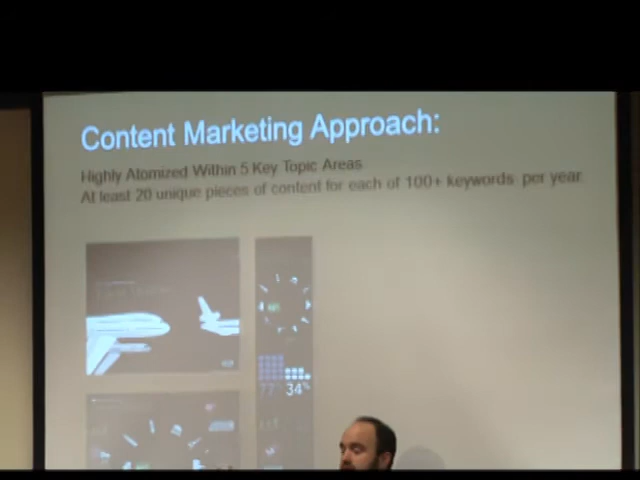 Content Marketing Approach:
Highly Atomized Within 5 Key Topic Areas
At least 20 unique pieces of content for each of 100+ keywords per year
77° 34%